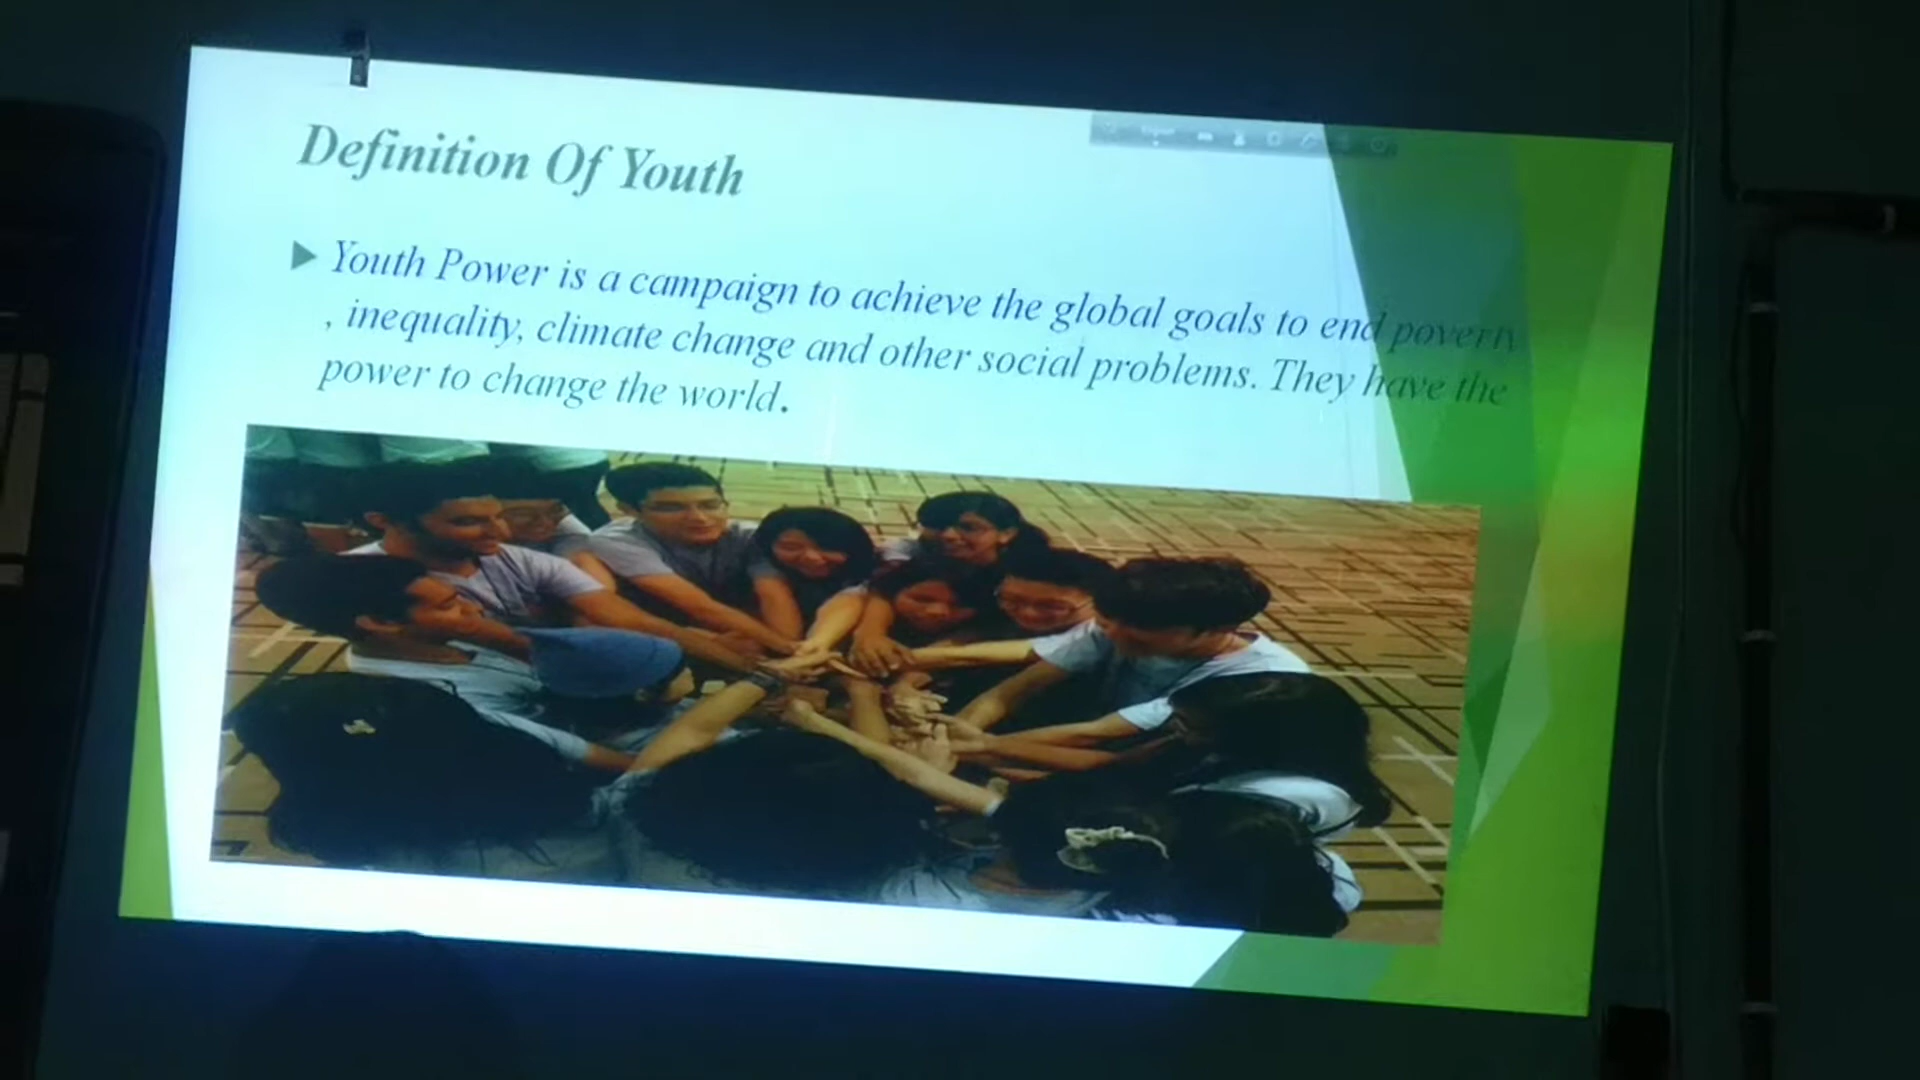 Definition Of Youth
Youth Power is a campaign to achieve the global goals to end poverty
, inequality, climate change and other social problems. They have the
power to change the world.